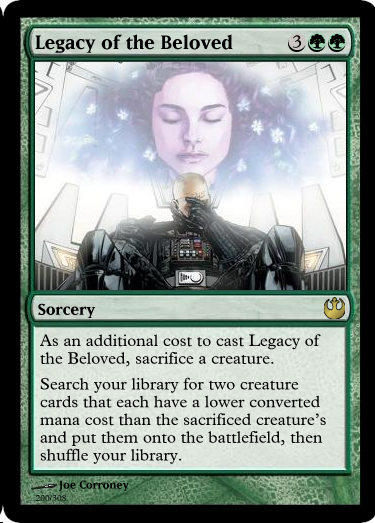 Legacy of the Beloved 3
Sorcery
As an additional cost to cast Legacy of
the Beloved, sacrifice a creature.
Search your library for two creature
cards that each have a lower converted
mana cost than the sacrificed creature's
and put them onto the battlefield, then
shuffle your library.
Joe Corroney
200/308